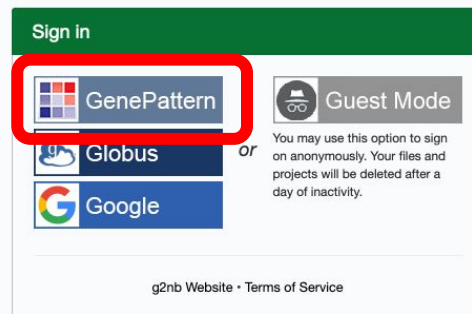 Sign in
GenePattern
Globus
Google
or
Guest Mode
You may use this option to sign
on anonymously. Your files and
projects will be deleted after a
day of inactivity.
g2nb Website • Terms of Service